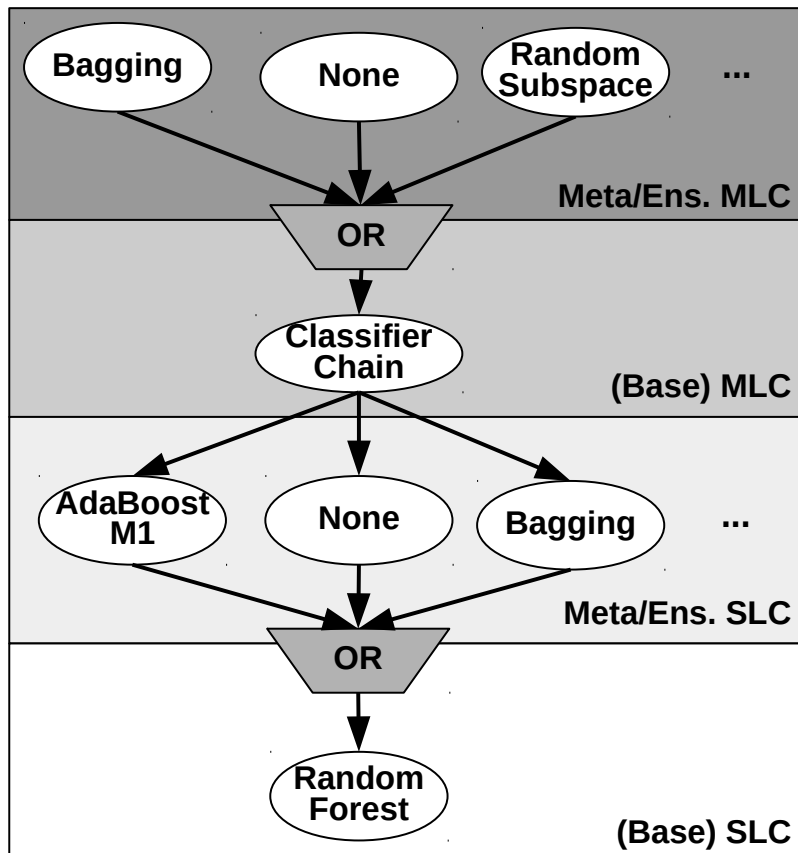 Bagging
None
Random
Subspace
...
Meta/Ens. MLC
OR
Classifier
Chain
(Base) MLC
AdaBoost
M1
None
Bagging
...
Meta/Ens. SLC
OR
Random
Forest
(Base) SLC